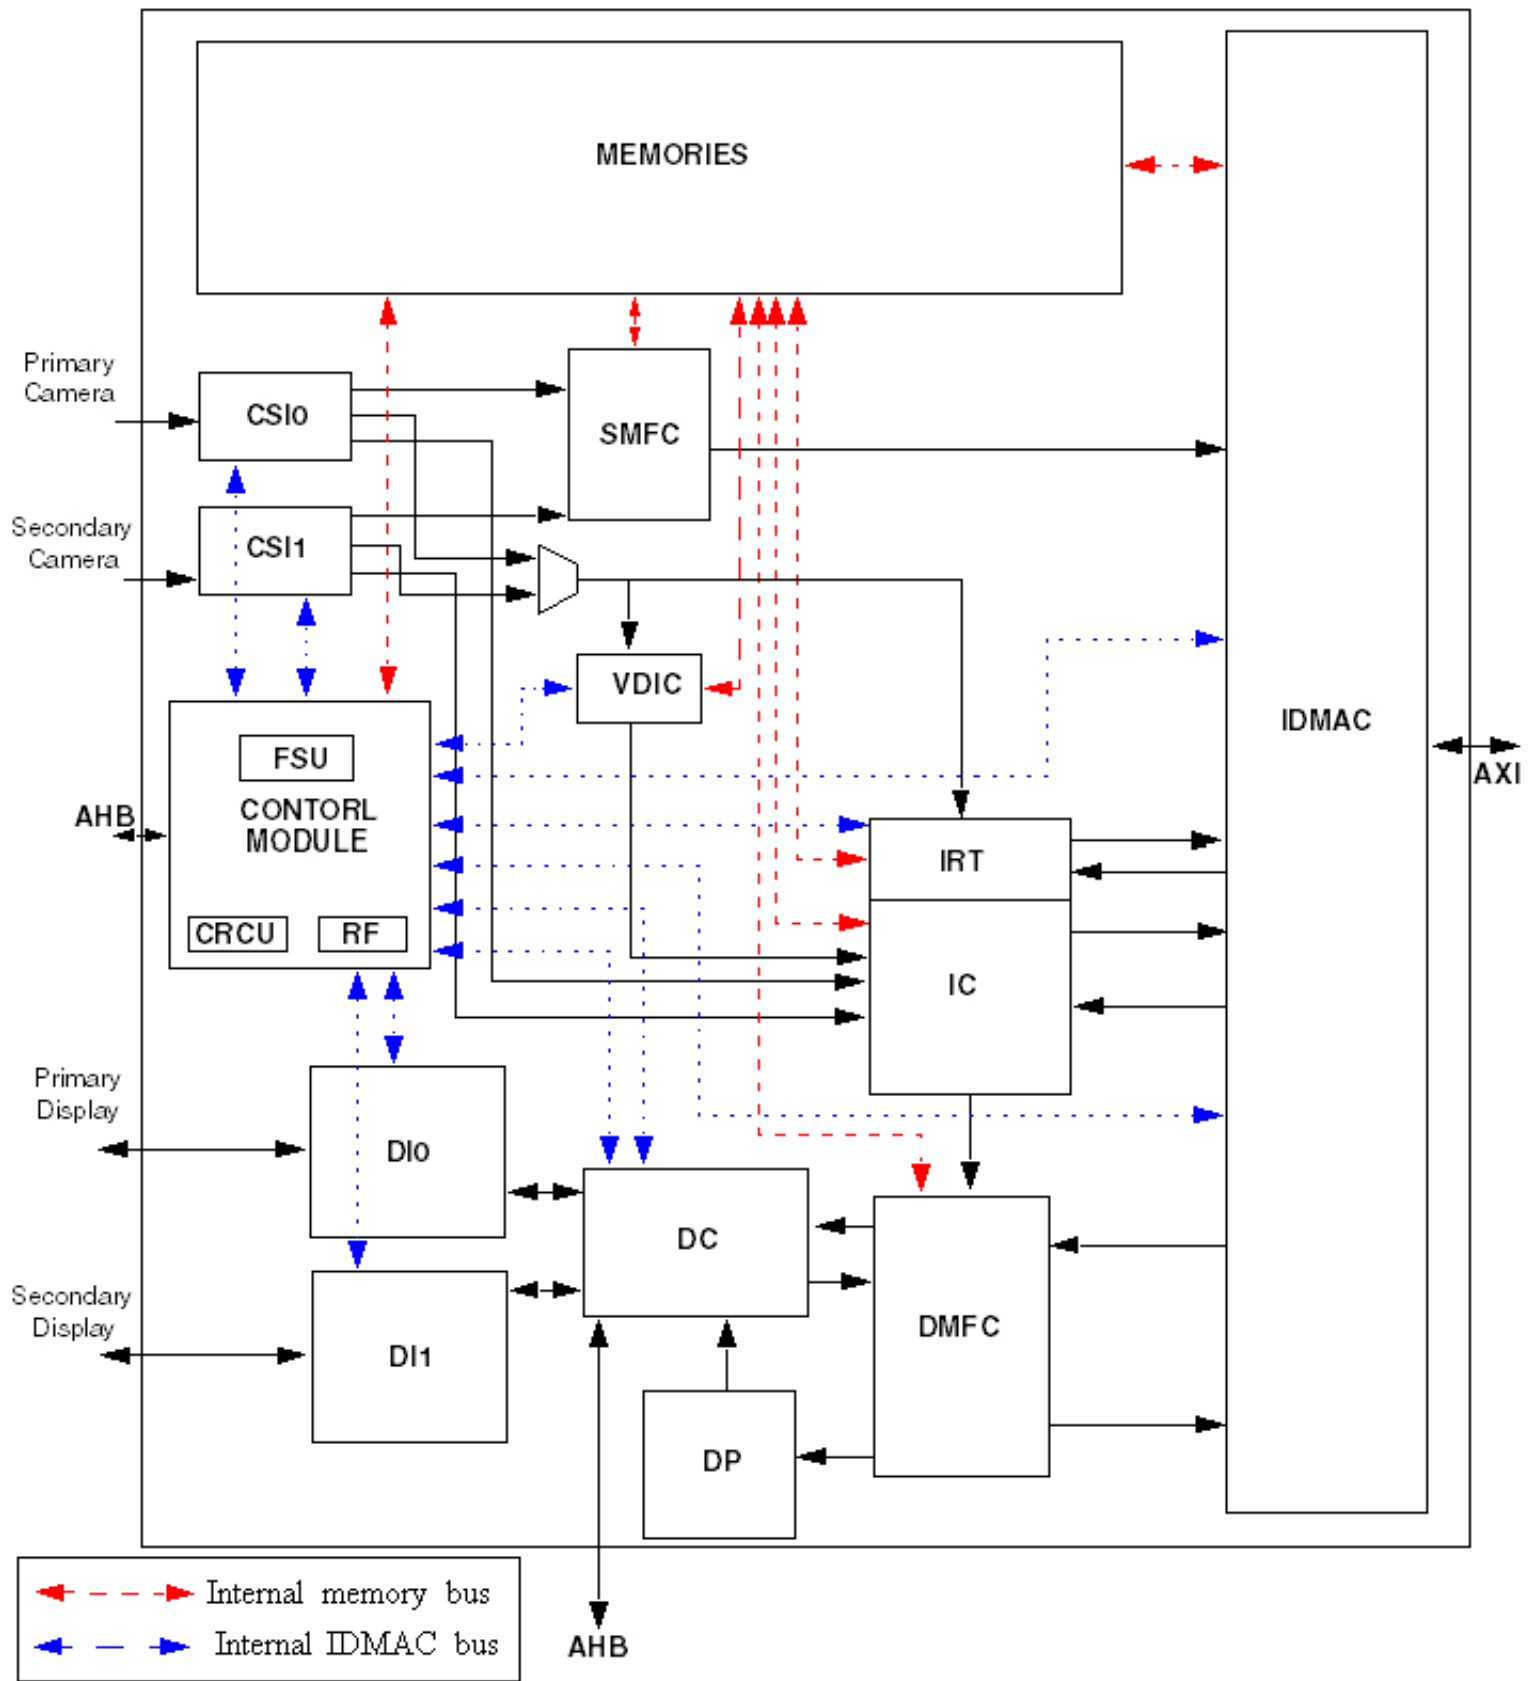 MEMORIES
Primary
Camera
CSI0
SMFC
Secondary
Camera
CSI1
VDIC
IDMAC
AXI
FSU
CONTORL
MODULE
AHB
IRT
CRCU
RF
IC
Primary
Display
DI0
DC
Secondary
Display
DI1
DMFC
DP
Internal memory bus
Internal IDMAC bus
AHB